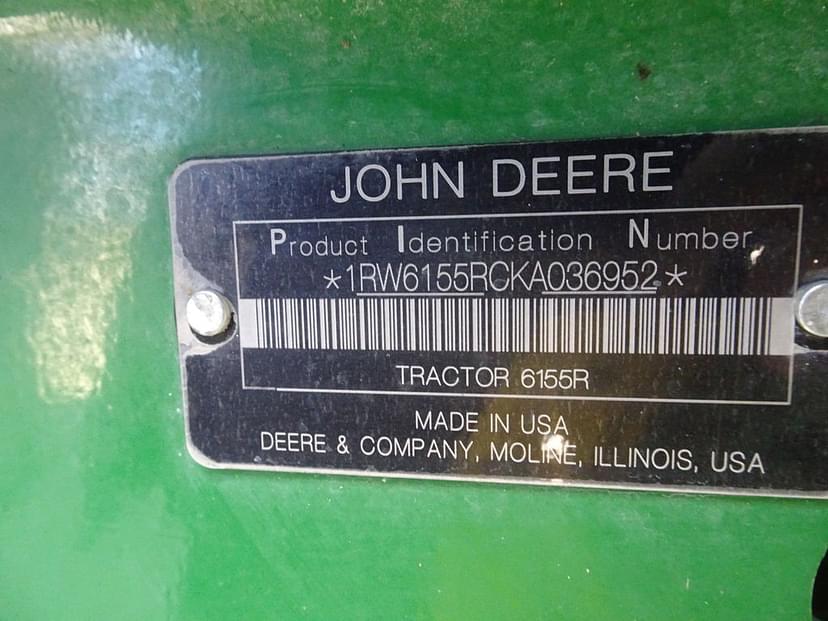 JOHN DEERE
Product Identification Number
*1RW6155RCKA036952*
TRACTOR 6155R
MADE IN USA
DEERE & COMPANY, MOLINE, ILLINOIS, USA